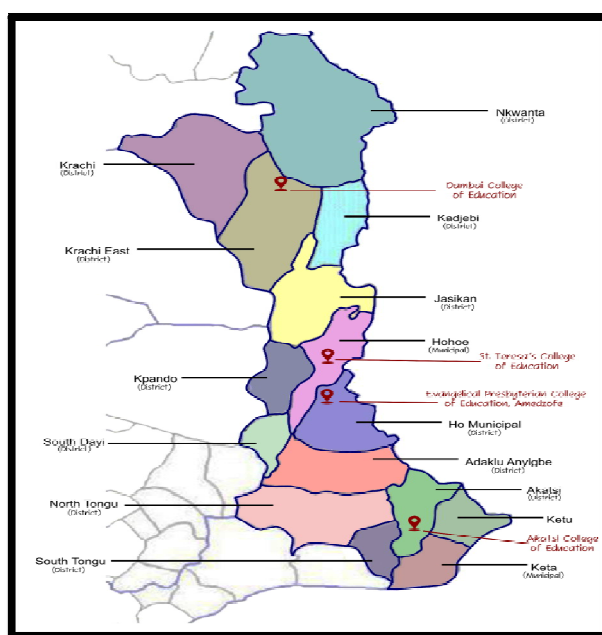 Nkwanta
(District)
Krachi
(District)
Dambai College
of Education
Kadjebi
(District)
Krachi East
(District)
Jasikan
(District)
Hohoe
(Municipal)
St. Teresa's College
of Education
Kpando
(District)
Evangelical Presbyterian College
of Education, Amedzofe
Ho Municipal
(District)
South Dayi
(District)
Adaklu Anyigbe
(District)
Akatsi
(District)
North Tongu
(District)
Ketu
Akatsi College
of Education
South Tongu
(District)
Keta
(Municipal)